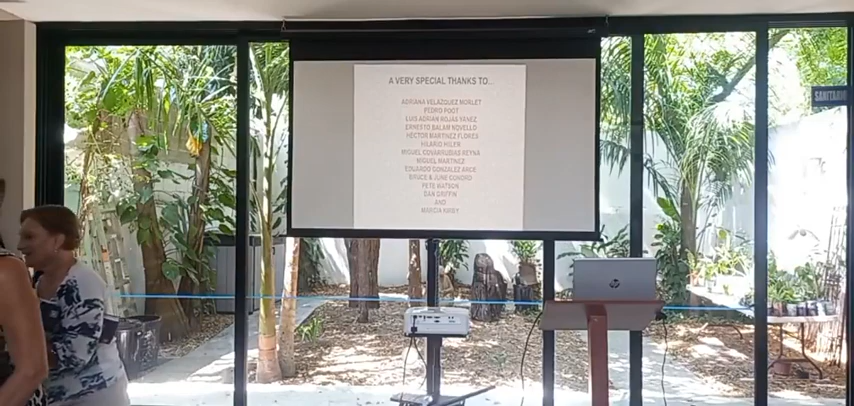 A VERY SPECIAL THANKS TO...
ADRIANA VELAZQUEZ MORLET
PEDRO POOT
LUIS ADRIAN ROJAS YANEZ
ERNESTO BALAM NOVELLO
HECTOR MARTINEZ FLORES
HILARIO HILER
MIGUEL COVARRUBIAS REYNA
MIGUEL MARTINEZ
EDUARDO GONZALEZ ARCE
BRUCE & JUNE CONORD
PETE WATSON
DAN GRIFFIN
AND
MARCIA KIRBY
hp